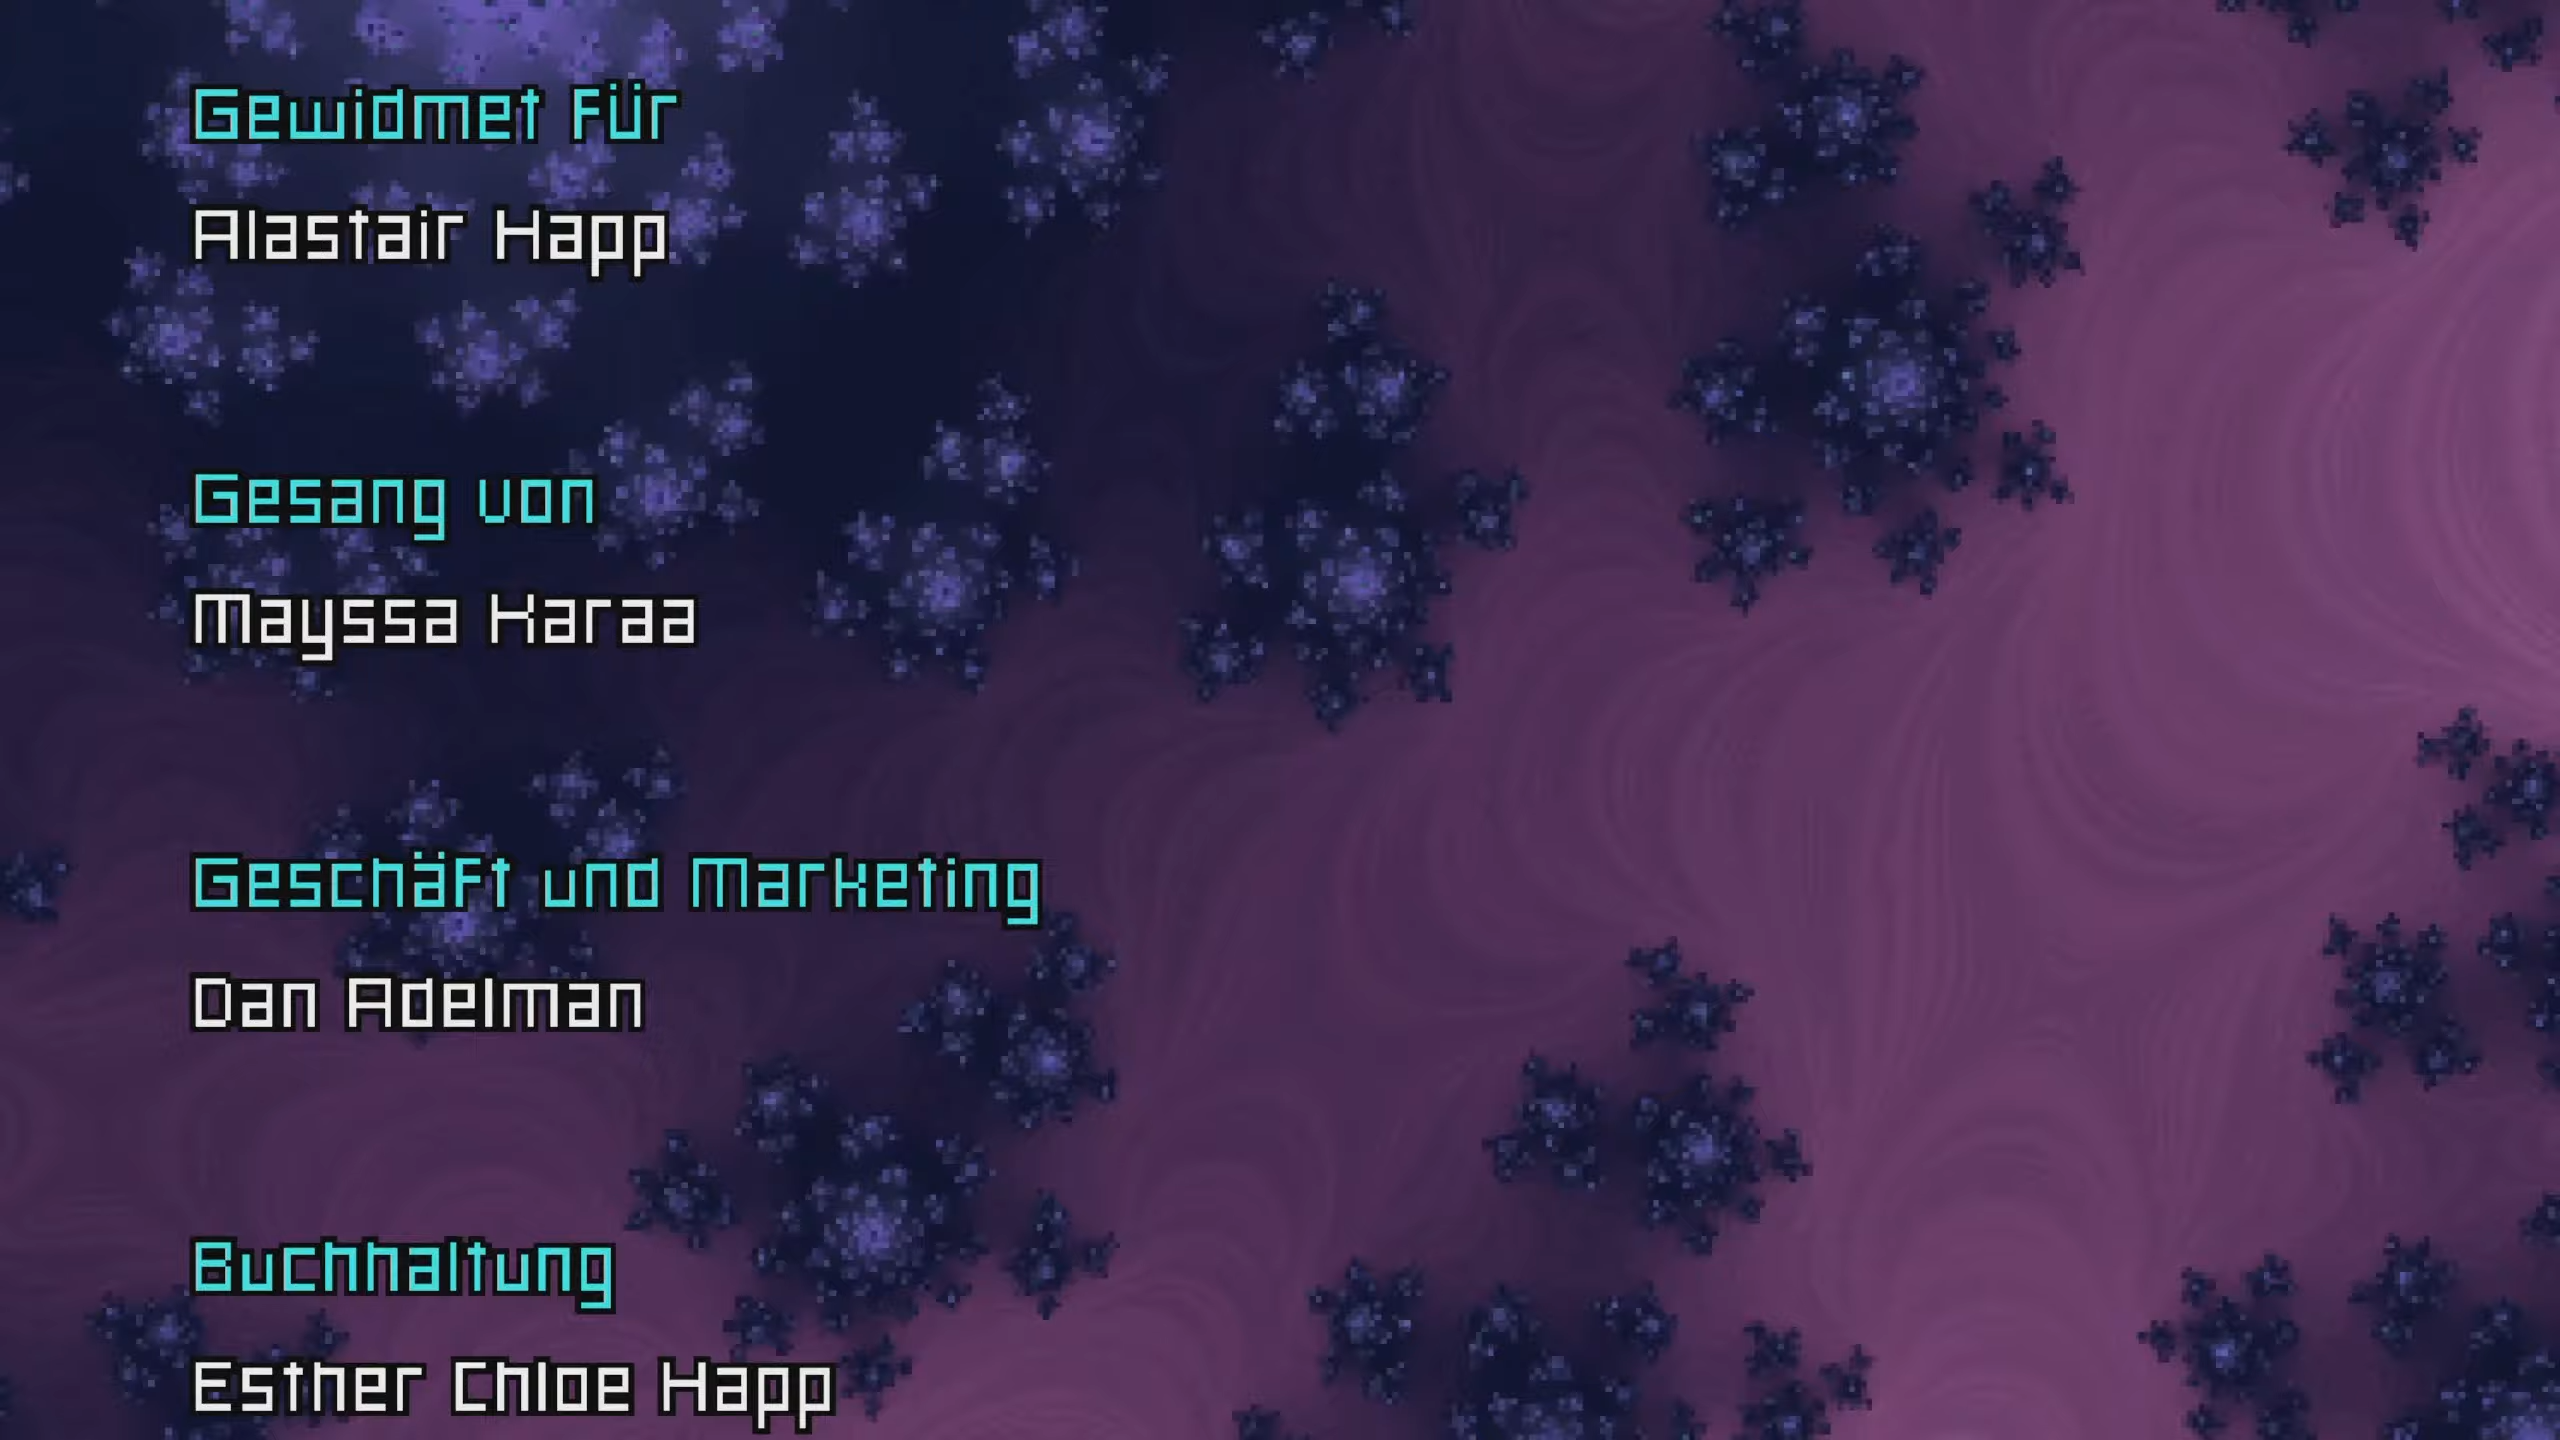 Gewidmet Für
Alastair Happ
Gesang von
Mayssa Karaa
Geschäft und Marketing
Dan Adelman
Buchhaltung
Esther Chloe Happ